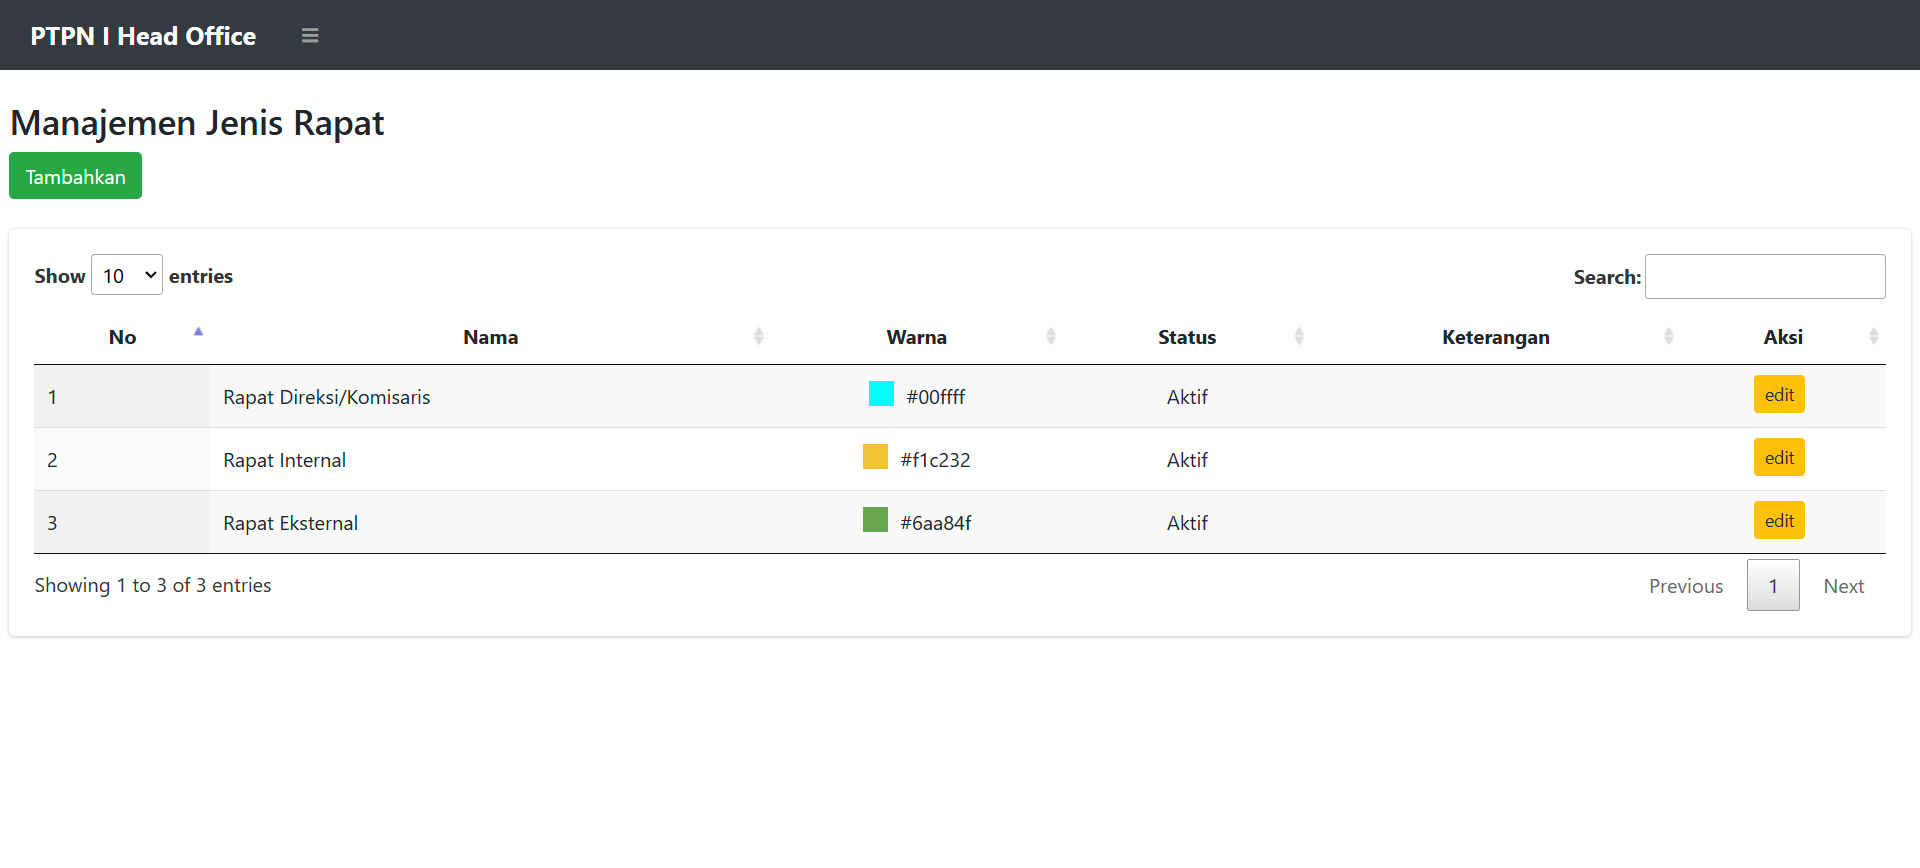 PTPN I Head Office
Manajemen Jenis Rapat
Tambahkan
Show 10 entries Search:
No Nama Warna Status Keterangan Aksi
1 Rapat Direksi/Komisaris #00ffff Aktif edit
2 Rapat Internal #f1c232 Aktif edit
3 Rapat Eksternal #6aa84f Aktif edit
Showing 1 to 3 of 3 entries Previous 1 Next